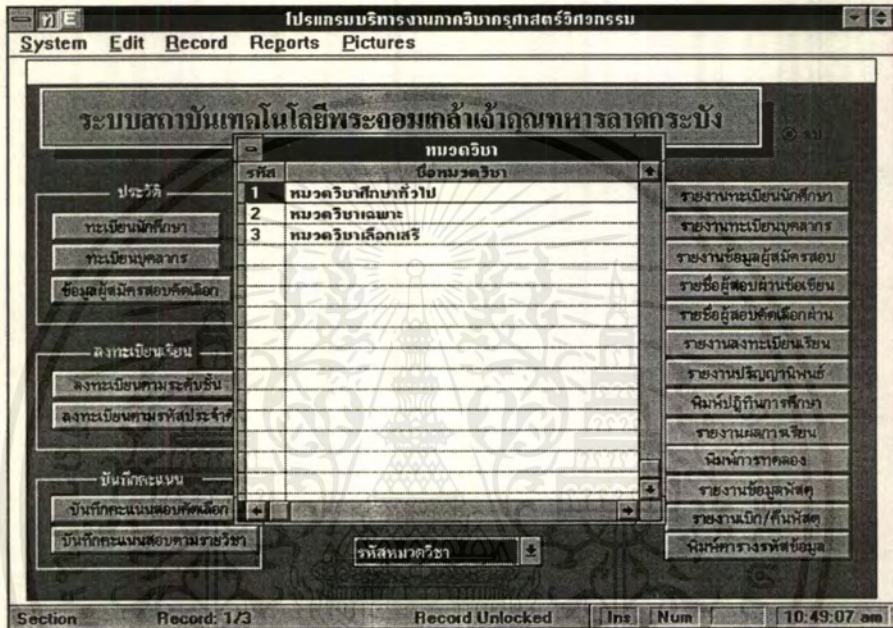 ๆ E โปรแกรมบริหารงานภาควิชาครุศาสตร์วิศวกรรม
System Edit Record Reports Pictures
ระบบสถาบันเทคโนโลยีพระจอมเกล้าเจ้าคุณทหารลาดกระบัง
หมวดวิชา
รหัส ชื่อหมวดวิชา
1 หมวดวิชาศึกษาทั่วไป
2 หมวดวิชาเฉพาะ
3 หมวดวิชาเลือกเสรี
ประวัติ
ทะเบียนนักศึกษา
ทะเบียนบุคลากร
ข้อมูลผู้สมัครสอบคัดเลือก
ลงทะเบียนเรียน
ลงทะเบียนตามระดับชั้น
ลงทะเบียนตามรหัสประจำตั
บันทึกคะแนน
บันทึกคะแนนสอบคัดเลือก
บันทึกคะแนนสอบตามรายวิชา
รหัสหมวดวิชา
รายงานทะเบียนนักศึกษา
รายงานทะเบียนบุคลากร
รายงานข้อมูลผู้สมัครสอบ
รายชื่อผู้สอบผ่านข้อเขียน
รายชื่อผู้สอบคัดเลือกผ่าน
รายงานลงทะเบียนเรียน
รายงานปริญญานิพนธ์
พิมพ์ปฏิทินการศึกษา
รายงานผลการเรียน
พิมพ์การทดลอง
รายงานข้อมูลพัสดุ
รายงานเบิก/คืนพัสดุ
พิมพ์ตารางรหัสข้อมูล
Section Record: 1/3 Record Unlocked Ins Num 10:49:07 am